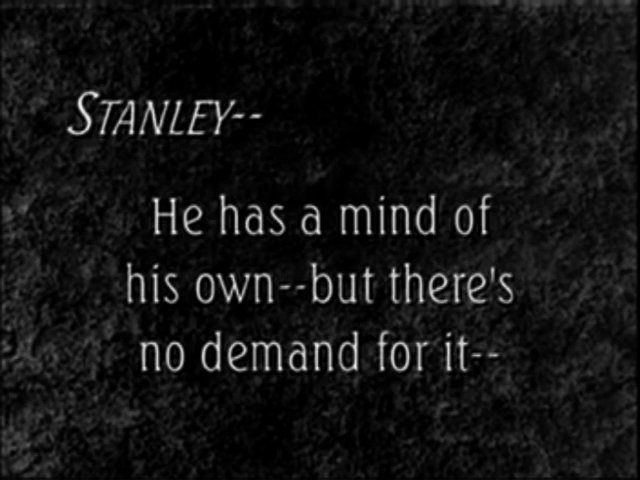 STANLEY--
He has a mind of
his own--but there's
no demand for it--